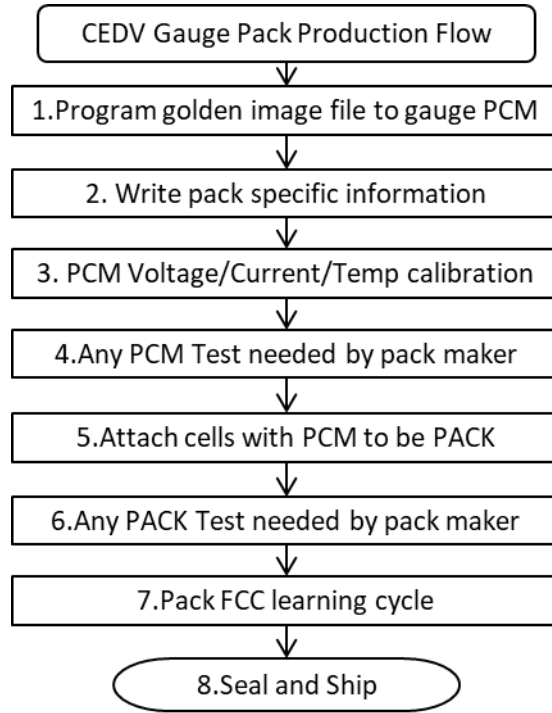 CEDV Gauge Pack Production Flow
1.Program golden image file to gauge PCM
2. Write pack specific information
3. PCM Voltage/Current/Temp calibration
4.Any PCM Test needed by pack maker
5.Attach cells with PCM to be PACK
6.Any PACK Test needed by pack maker
7.Pack FCC learning cycle
8.Seal and Ship